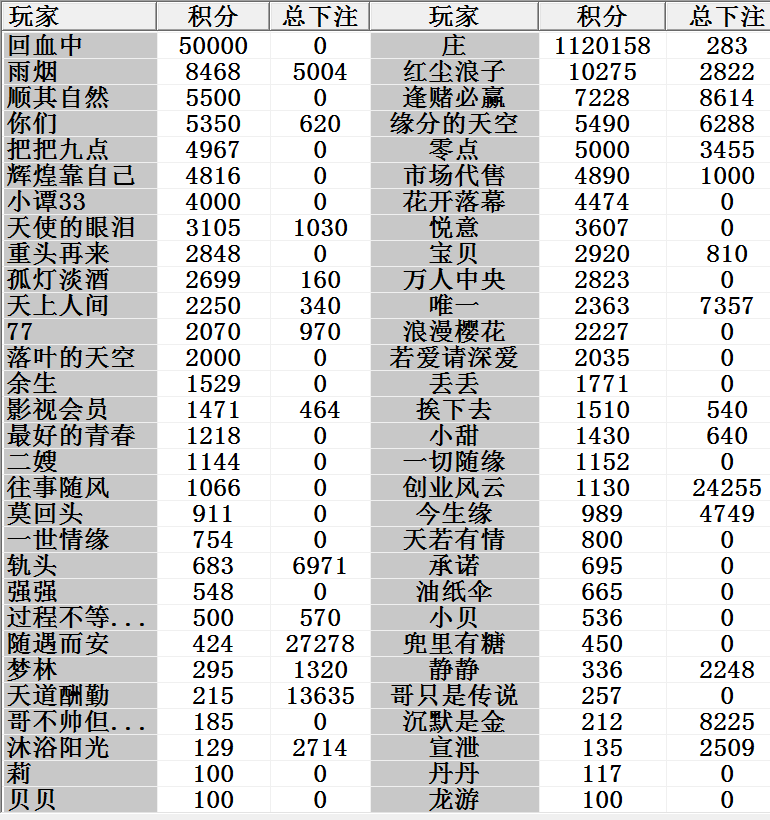 玩家 积分 总下注 玩家 积分 总下注
回血中 50000 0 庄 1120158 283
雨烟 8468 5004 红尘浪子 10275 2822
顺其自然 5500 0 逢赌必赢 7228 8614
你们 5350 620 缘分的天空 5490 6288
把把九点 4967 0 零点 5000 3455
辉煌靠自己 4816 0 市场代售 4890 1000
小谭33 4000 0 花开落幕 4474 0
天使的眼泪 3105 1030 悦意 3607 0
重头再来 2848 0 宝贝 2920 810
孤灯淡酒 2699 160 万人中央 2823 0
天上人间 2250 340 唯一 2363 7357
77 2070 970 浪漫樱花 2227 0
落叶的天空 2000 0 若爱请深爱 2035 0
余生 1529 0 丢丢 1771 0
影视会员 1471 464 挨下去 1510 540
最好的青春 1218 0 小甜 1430 640
二嫂 1144 0 一切随缘 1152 0
往事随风 1066 0 创业风云 1130 24255
莫回头 911 0 今生缘 989 4749
一世情缘 754 0 天若有情 800 0
轨头 683 6971 承诺 695 0
强强 548 0 油纸伞 665 0
过程不等... 500 570 小贝 536 0
随遇而安 424 27278 兜里有糖 450 0
梦林 295 1320 静静 336 2248
天道酬勤 215 13635 哥只是传说 257 0
哥不帅但... 185 0 沉默是金 212 8225
沐浴阳光 129 2714 宣泄 135 2509
莉 100 0 丹丹 117 0
贝贝 100 0 龙游 100 0